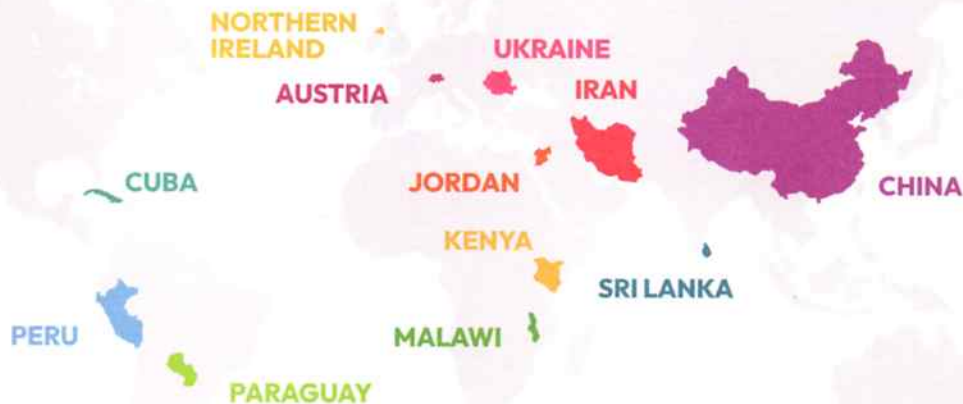 NORTHERN
IRELAND
UKRAINE
AUSTRIA
IRAN
CUBA
JORDAN
CHINA
KENYA
SRI LANKA
PERU
MALAWI
PARAGUAY